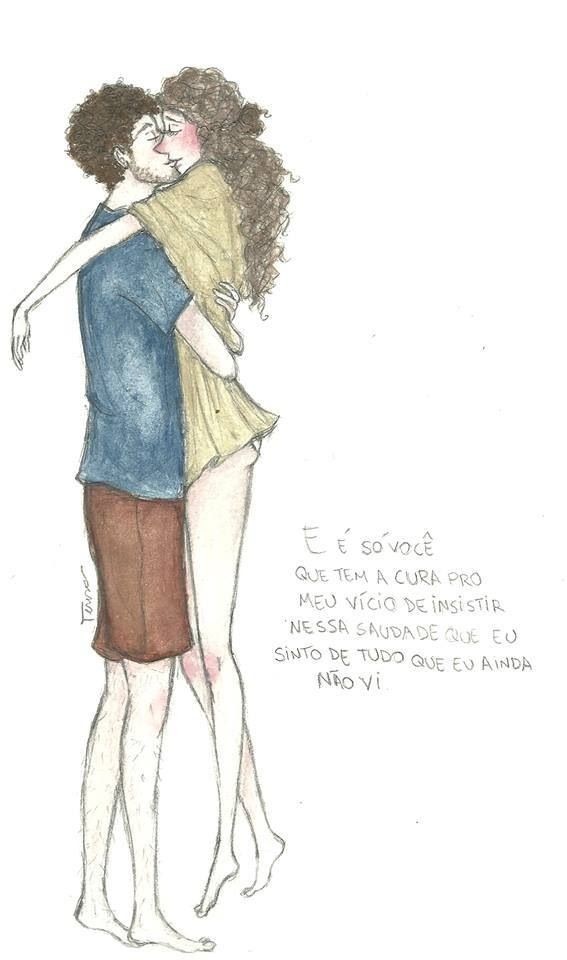 E É SÓ VOCÊ
QUE TEM A CURA PRO
MEU VÍCIO DE INSISTIR
NESSA SAUDADE QUE EU
SINTO DE TUDO QUE EU AINDA
NÃO VI